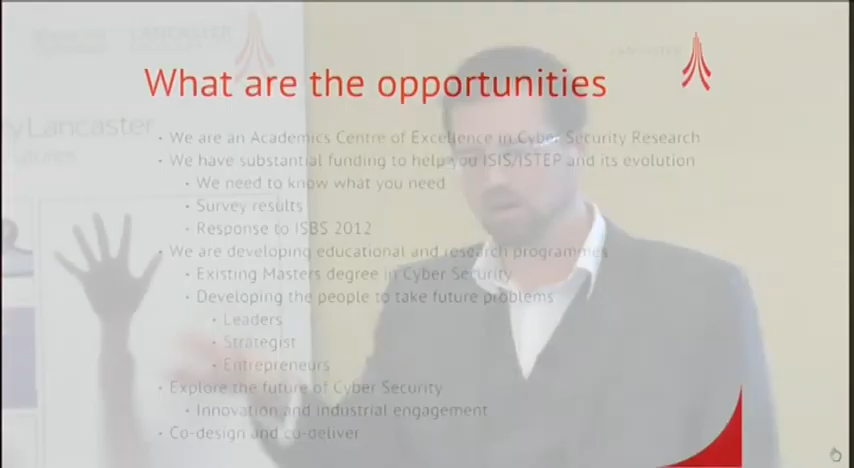 LANCASTER
What are the opportunities
yLancaster
• We are an Academics Centre of Excellence in Cyber Security Research
• We have substantial funding to help you ISIS/ISTEP and its evolution
• We need to know what you need
• Survey results
• Response to ISBS 2012
• We are developing educational and research programmes
• Existing Masters degree in Cyber Security
• Developing the people to take future problems
• Leaders
• Strategist
• Entrepreneurs
• Explore the future of Cyber Security
• Innovation and industrial engagement
• Co-design and co-deliver